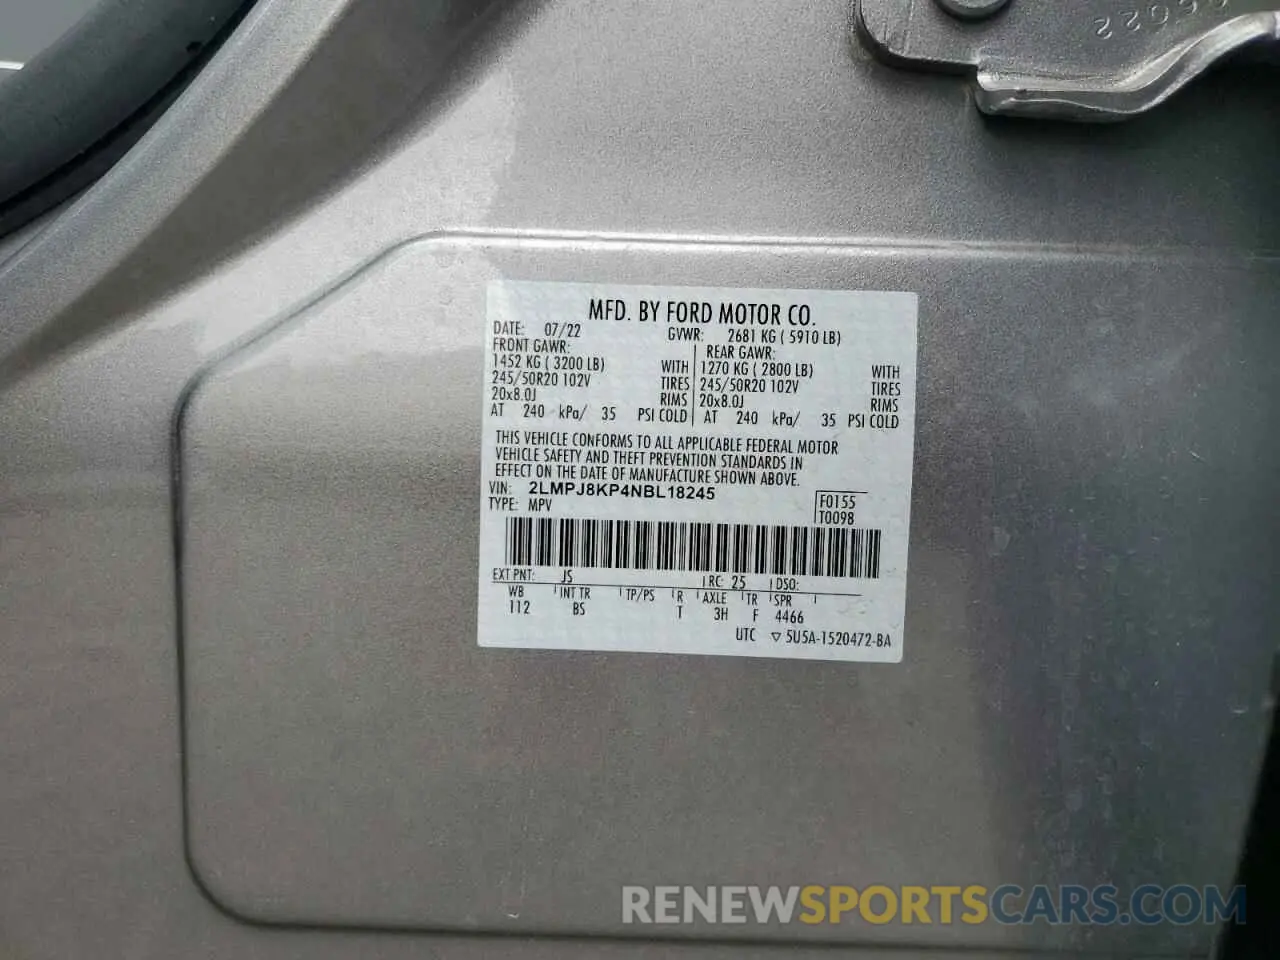 22090
MFD. BY FORD MOTOR CO.
DATE: 07/22 GVWR: 2681 KG ( 5910 LB)
FRONT GAWR: REAR GAWR:
1452 KG ( 3200 LB) WITH 1270 KG ( 2800 LB) WITH
245/50R20 102V TIRES 245/50R20 102V TIRES
20x8.0J RIMS 20x8.0J RIMS
AT 240 kPa/ 35 PSI COLD AT 240 kPa/ 35 PSI COLD
THIS VEHICLE CONFORMS TO ALL APPLICABLE FEDERAL MOTOR
VEHICLE SAFETY AND THEFT PREVENTION STANDARDS IN
EFFECT ON THE DATE OF MANUFACTURE SHOWN ABOVE.
VIN: 2LMPJ8KP4NBL18245 F0155
TYPE: MPV T0098
EXT PNT: JS RC: 25 DSO:
WB INT TR TP/PS R AXLE TR SPR
112 BS T 3H F 4466
UTC ▽ 5U5A-1520472-BA
RENEWSPORTSCARS.COM